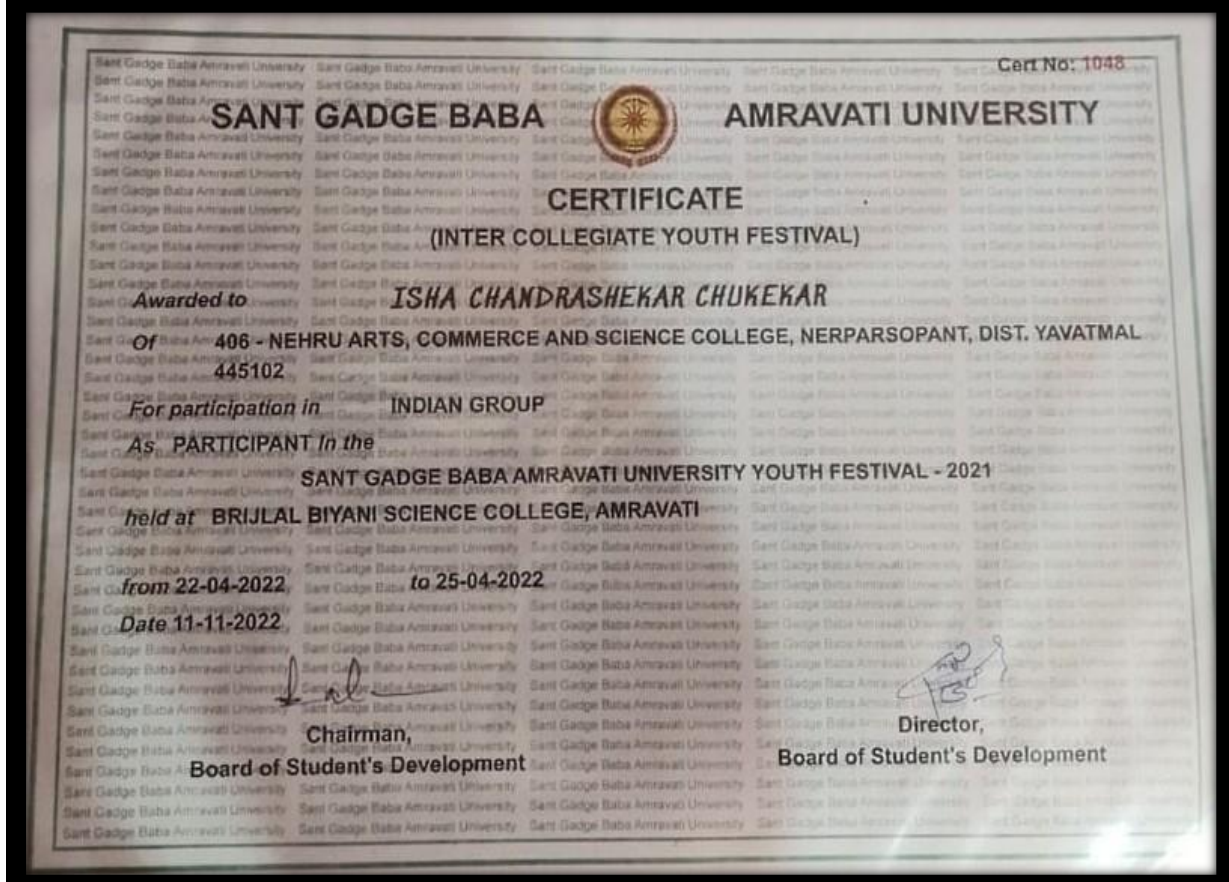 Cert No: 1048
SANT GADGE BABA AMRAVATI UNIVERSITY
CERTIFICATE
(INTER COLLEGIATE YOUTH FESTIVAL)
Awarded to ISHA CHANDRASHEKAR CHUKEKAR
Of 406 - NEHRU ARTS, COMMERCE AND SCIENCE COLLEGE, NERPARSOPANT, DIST. YAVATMAL
445102
For participation in INDIAN GROUP
As PARTICIPANT In the
SANT GADGE BABA AMRAVATI UNIVERSITY YOUTH FESTIVAL - 2021
held at BRIJLAL BIYANI SCIENCE COLLEGE, AMRAVATI
from 22-04-2022 to 25-04-2022
Date 11-11-2022
Chairman, Director,
Board of Student's Development Board of Student's Development